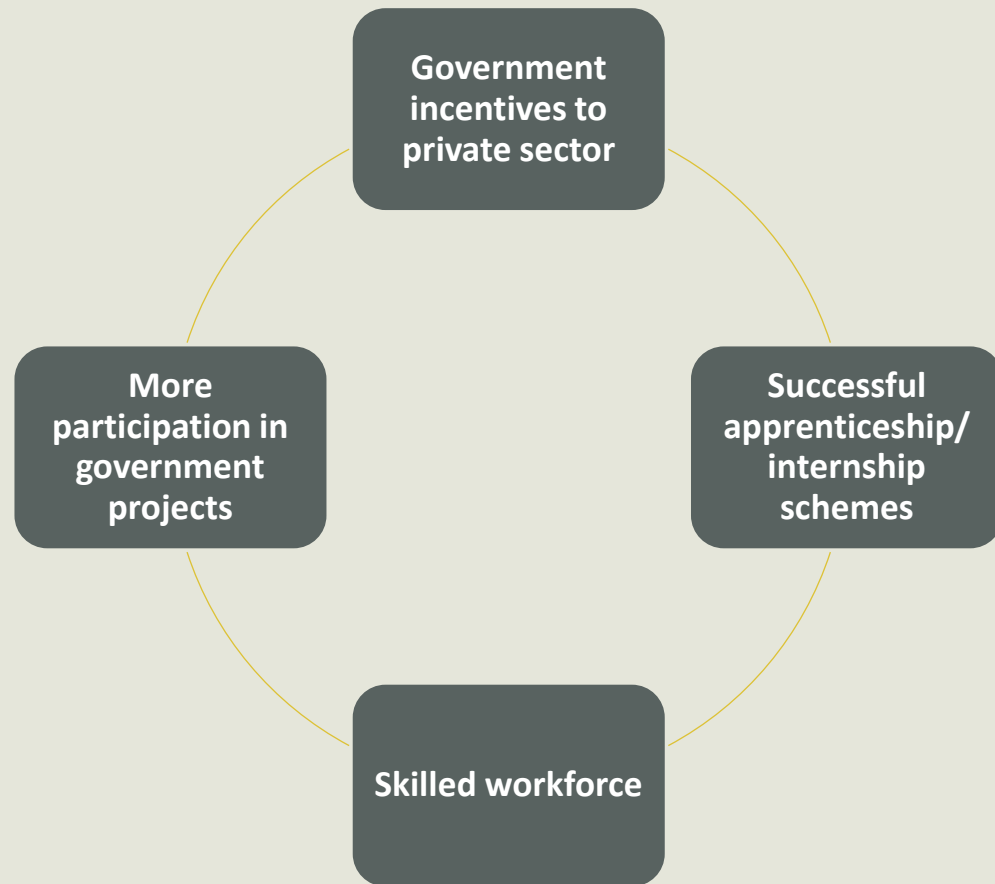 Government
incentives to
private sector
Successful
apprenticeship/
internship
schemes
Skilled workforce
More
participation in
government
projects